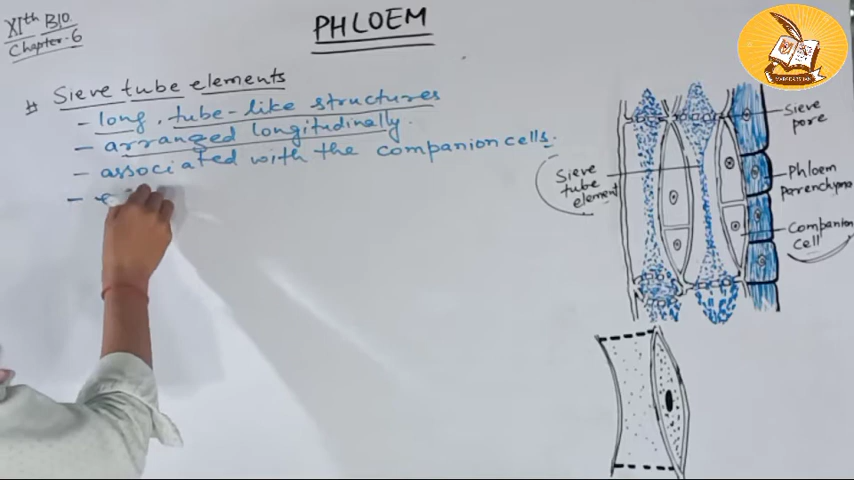 XIth BIO.
Chapter-6
PHLOEM
# Sieve tube elements
- long, tube-like structures
- arranged longitudinally.
- associated with the companion cells.
-
Sieve
pore
Sieve
tube
element
Phloem
parenchyma
Companion
cell